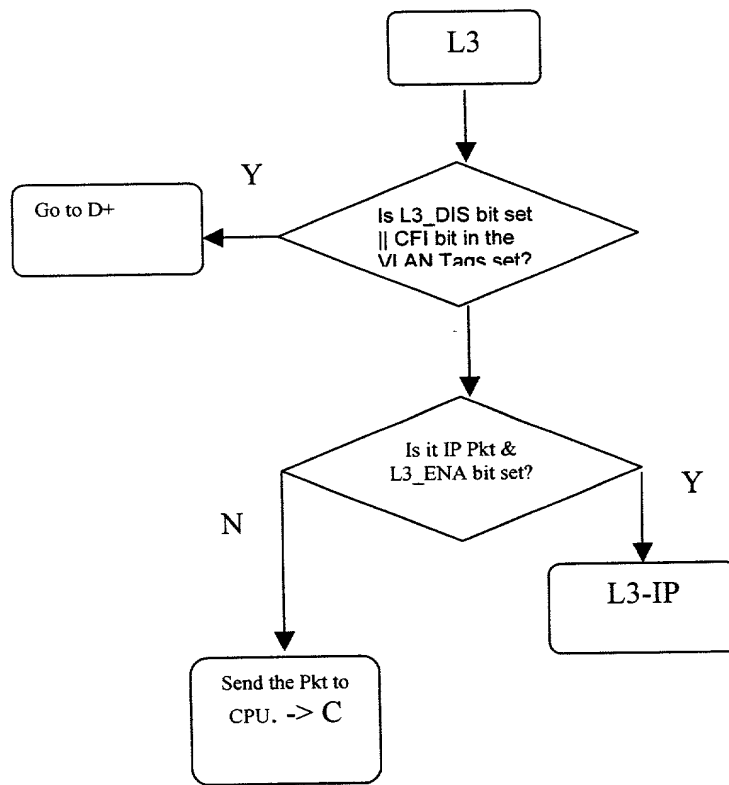 L3
Y
Go to D+
Is L3_DIS bit set
|| CFI bit in the
VLAN Tags set?
Is it IP Pkt &
L3_ENA bit set?
Y
N
L3-IP
Send the Pkt to
CPU. -> C